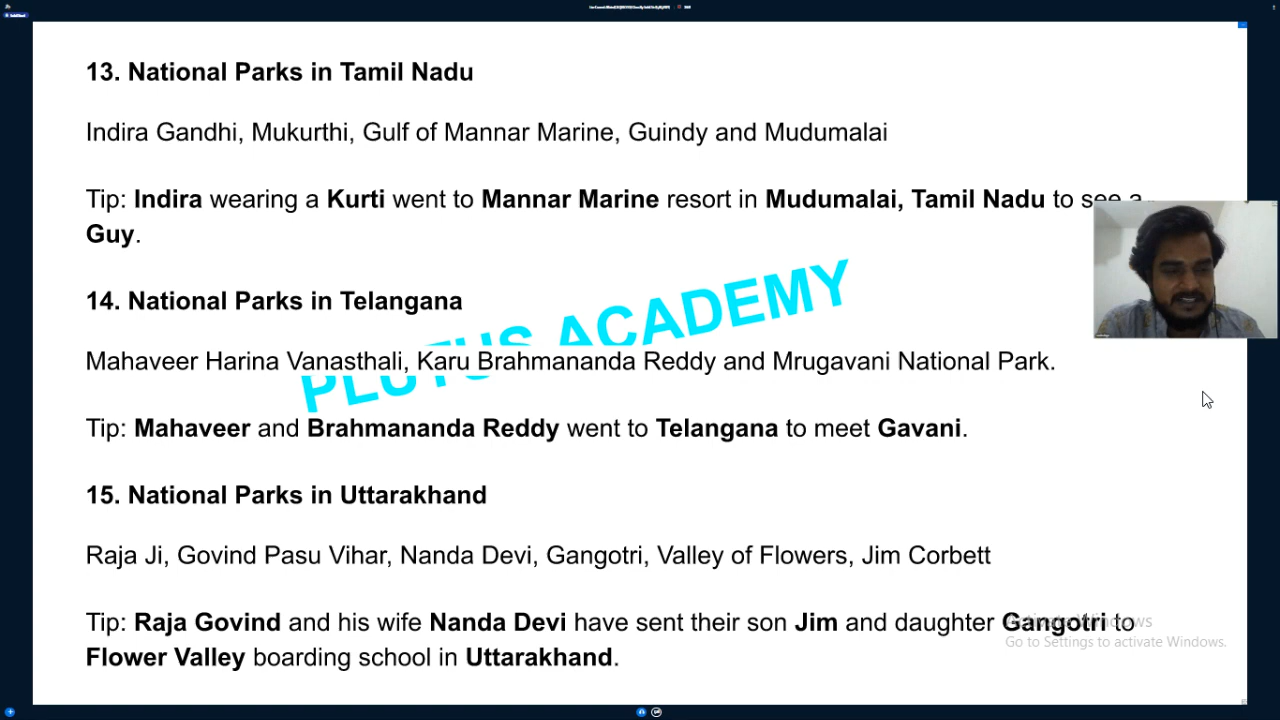 13. National Parks in Tamil Nadu
Indira Gandhi, Mukurthi, Gulf of Mannar Marine, Guindy and Mudumalai
Tip: Indira wearing a Kurti went to Mannar Marine resort in Mudumalai, Tamil Nadu to see a
Guy.
PLUTUS ACADEMY
14. National Parks in Telangana
Mahaveer Harina Vanasthali, Karu Brahmananda Reddy and Mrugavani National Park.
Tip: Mahaveer and Brahmananda Reddy went to Telangana to meet Gavani.
15. National Parks in Uttarakhand
Raja Ji, Govind Pasu Vihar, Nanda Devi, Gangotri, Valley of Flowers, Jim Corbett
Tip: Raja Govind and his wife Nanda Devi have sent their son Jim and daughter Gangotri to
Flower Valley boarding school in Uttarakhand.
Activate Windows
Go to Settings to activate Windows.